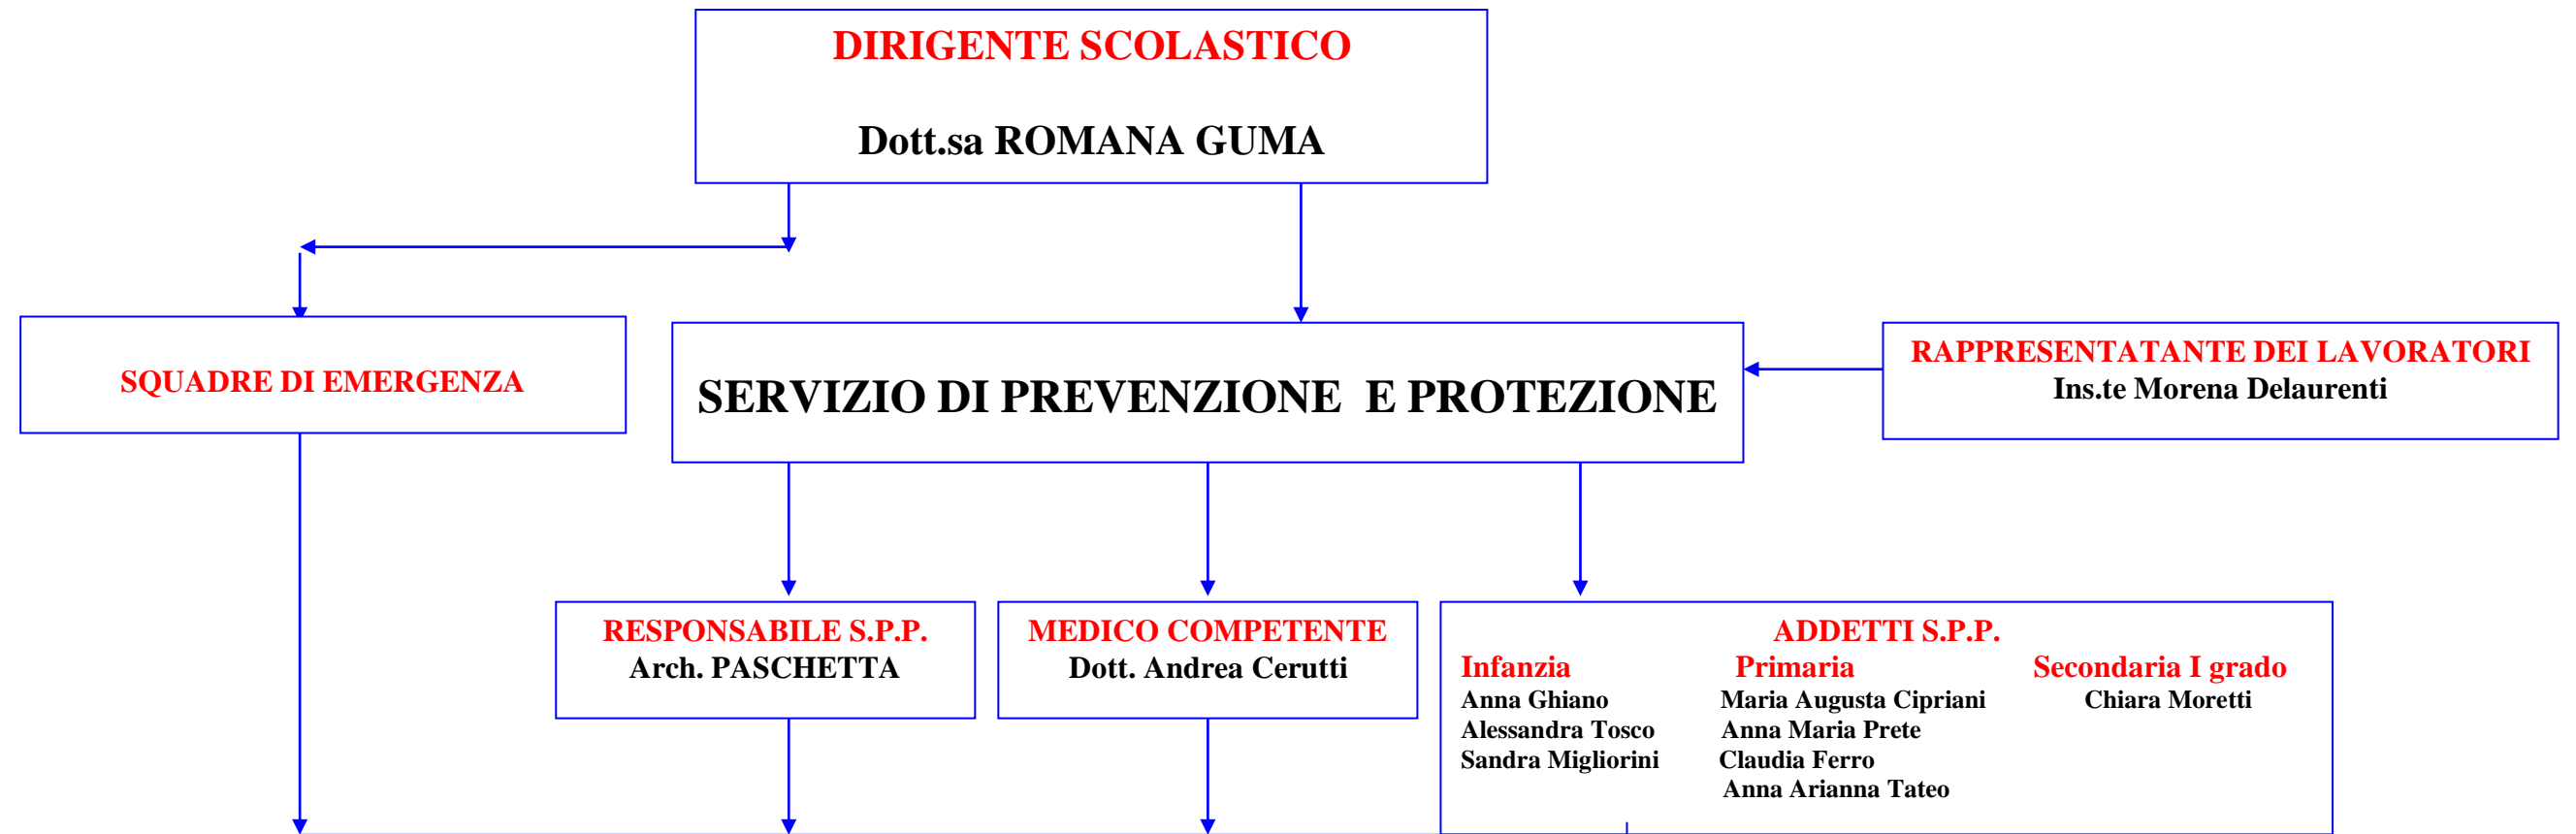 DIRIGENTE SCOLASTICO
Dott.sa ROMANA GUMA
SQUADRE DI EMERGENZA
SERVIZIO DI PREVENZIONE E PROTEZIONE
RAPPRESENTATANTE DEI LAVORATORI
Ins.te Morena Delaurenti
RESPONSABILE S.P.P.
Arch. PASCHETTA
MEDICO COMPETENTE
Dott. Andrea Cerutti
ADDETTI S.P.P.
Infanzia Primaria Secondaria I grado
Anna Ghiano Maria Augusta Cipriani Chiara Moretti
Alessandra Tosco Anna Maria Prete
Sandra Migliorini Claudia Ferro
Anna Arianna Tateo